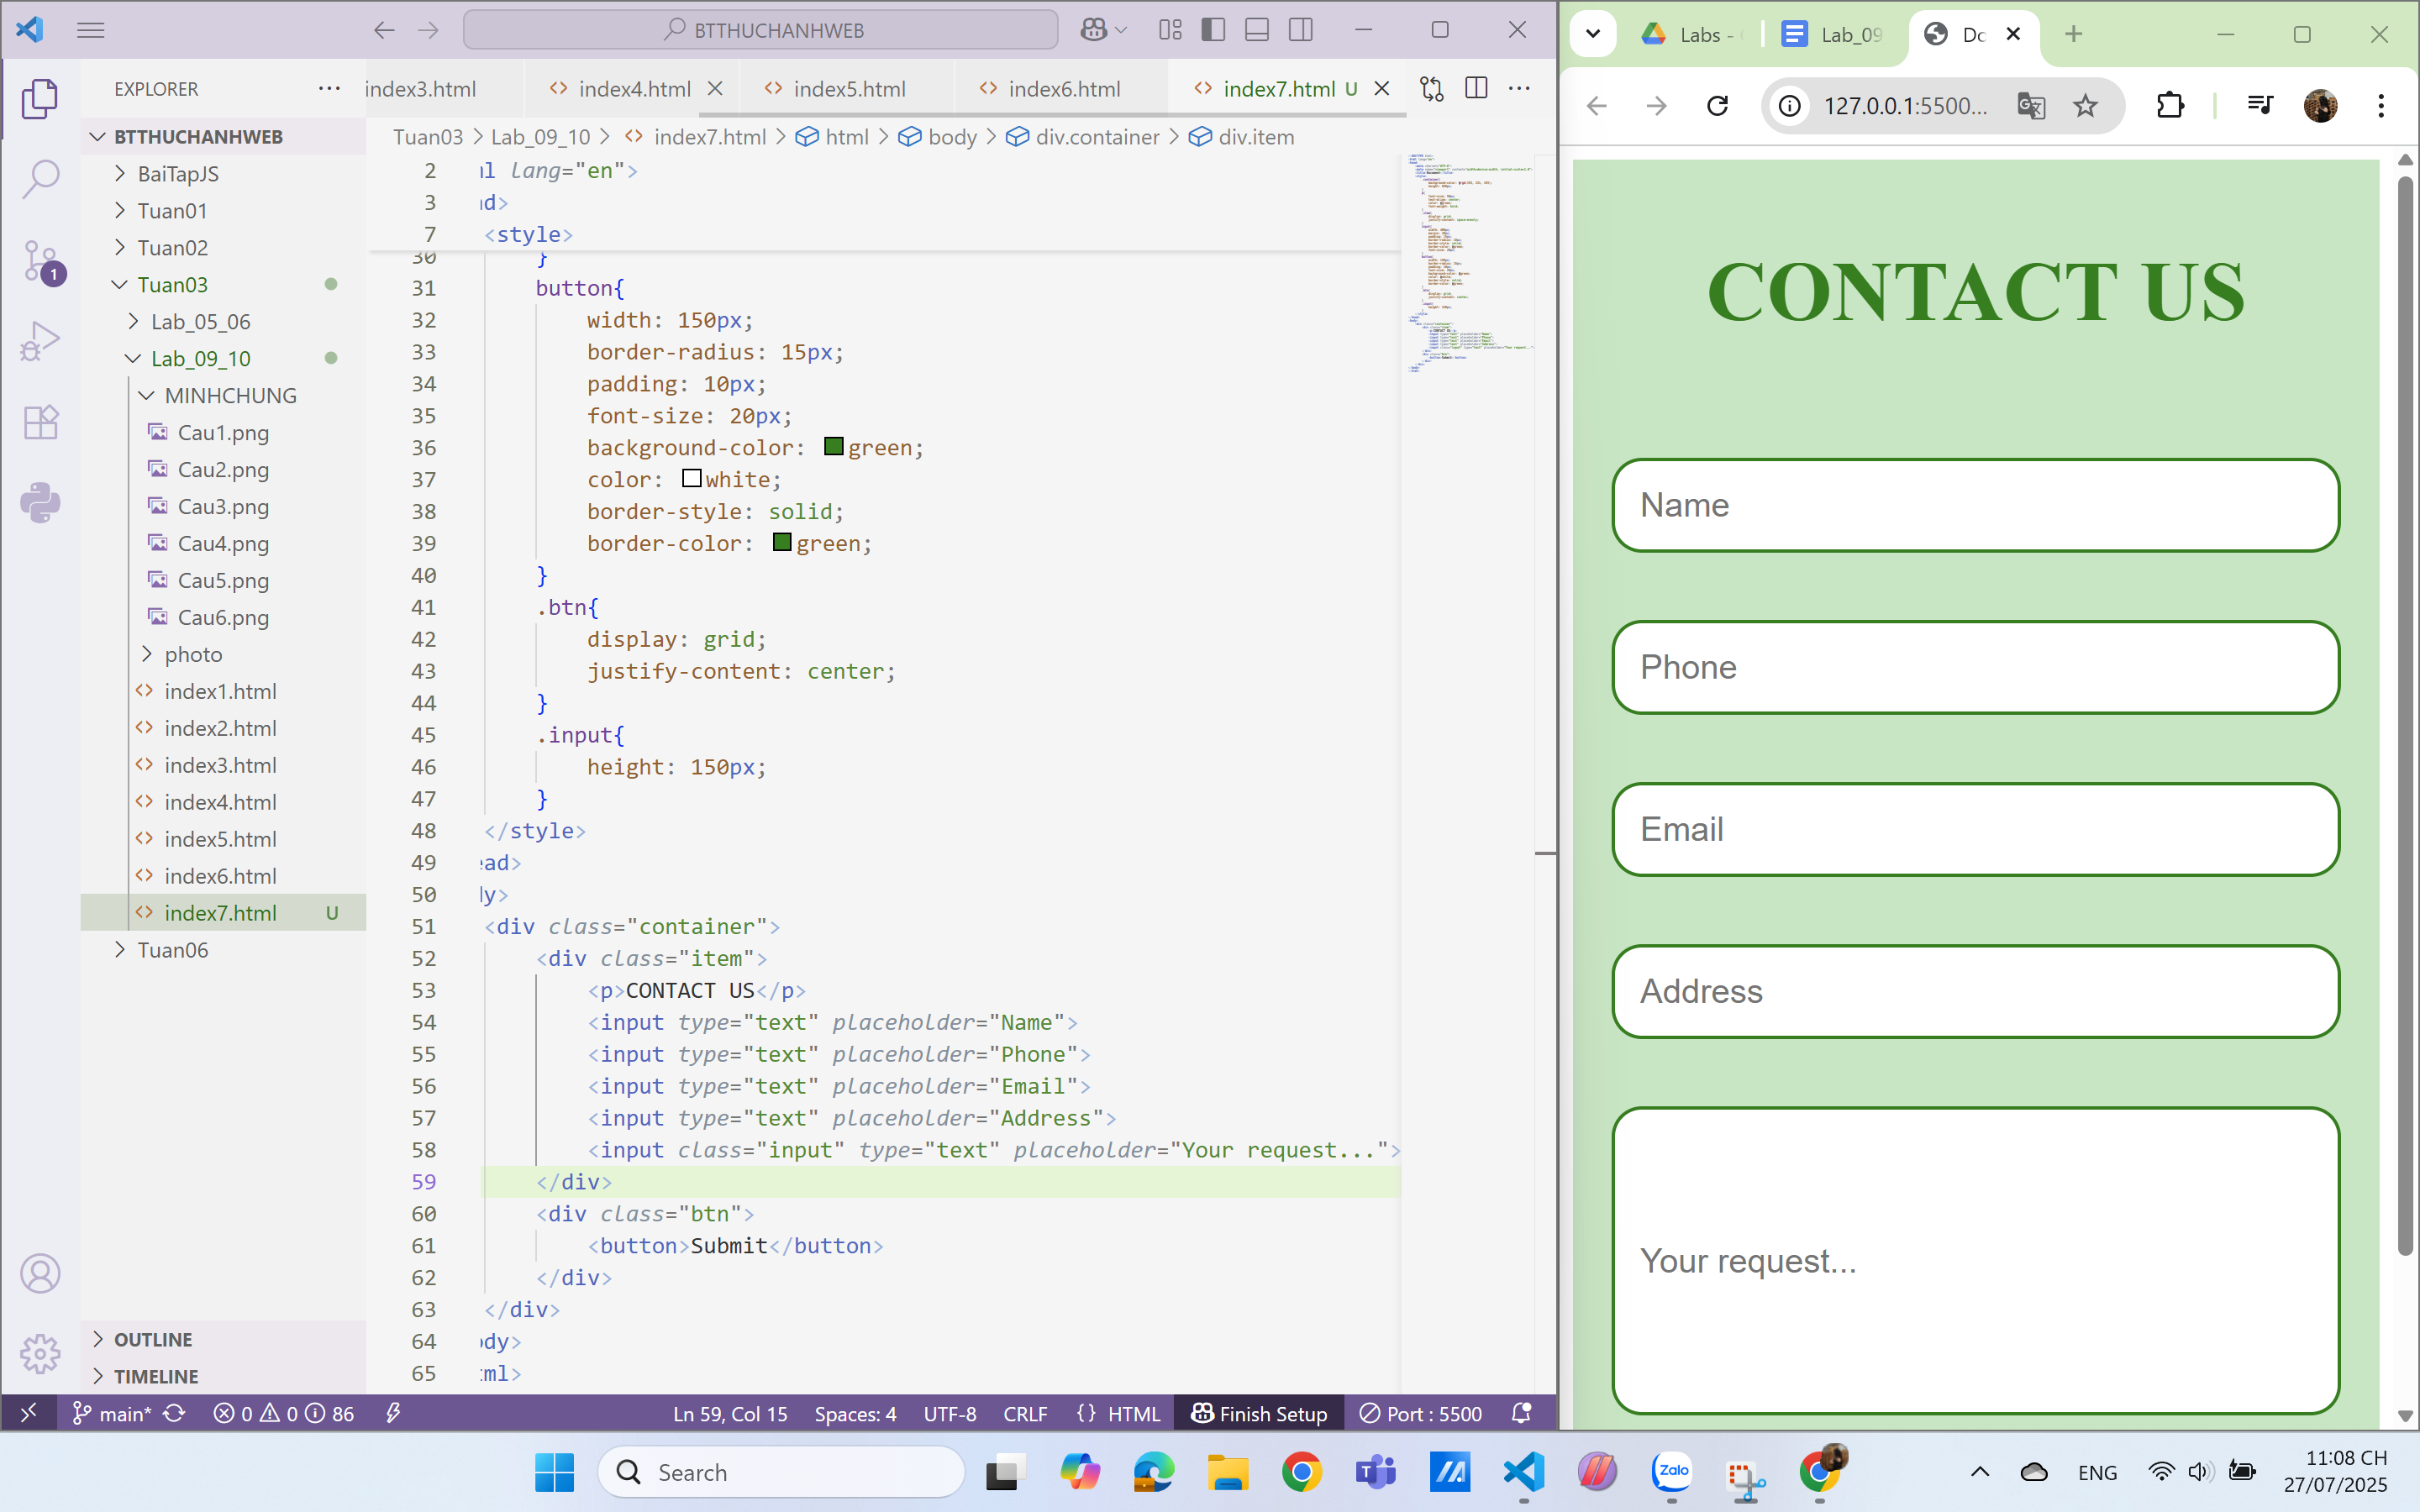 BTTHUCHANHWEB
EXPLORER
index3.html
index4.html
index5.html
index6.html
index7.html U
BTTHUCHANHWEB
BaiTapJS
Tuan01
Tuan02
Tuan03
Lab_05_06
Lab_09_10
MINHCHUNG
Cau1.png
Cau2.png
Cau3.png
Cau4.png
Cau5.png
Cau6.png
photo
index1.html
index2.html
index3.html
index4.html
index5.html
index6.html
index7.html U
Tuan06
OUTLINE
TIMELINE
1
Tuan03 > Lab_09_10 > index7.html > html > body > div.container > div.item
2 ml lang="en">
3 ad>
7 <style>
30 }
31 button{
32 width: 150px;
33 border-radius: 15px;
34 padding: 10px;
35 font-size: 20px;
36 background-color: green;
37 color: white;
38 border-style: solid;
39 border-color: green;
40 }
41 .btn{
42 display: grid;
43 justify-content: center;
44 }
45 .input{
46 height: 150px;
47 }
48 </style>
49 ead>
50 dy>
51 <div class="container">
52 <div class="item">
53 <p>CONTACT US</p>
54 <input type="text" placeholder="Name">
55 <input type="text" placeholder="Phone">
56 <input type="text" placeholder="Email">
57 <input type="text" placeholder="Address">
58 <input class="input" type="text" placeholder="Your request...">
59 </div>
60 <div class="btn">
61 <button>Submit</button>
62 </div>
63 </div>
64 ody>
65 tml>
main* 0 0 86
Ln 59, Col 15 Spaces: 4 UTF-8 CRLF {} HTML Finish Setup Port : 5500
Labs -
Lab_09
Do
127.0.0.1:5500...
CONTACT US
Name
Phone
Email
Address
Your request...
Search
Zalo
ENG
11:08 CH
27/07/2025